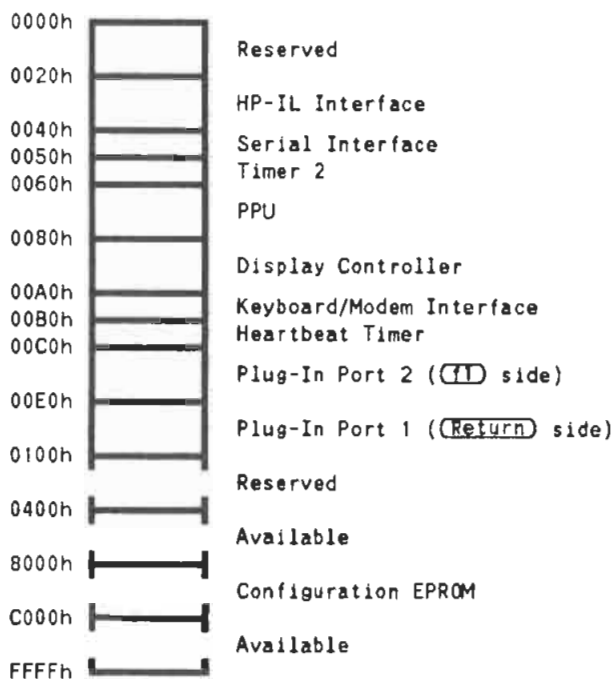 0000h
Reserved
0020h
HP-IL Interface
0040h
Serial Interface
0050h
Timer 2
0060h
PPU
0080h
Display Controller
00A0h
Keyboard/Modem Interface
00B0h
Heartbeat Timer
00C0h
Plug-In Port 2 (f1 side)
00E0h
Plug-In Port 1 (Return side)
0100h
Reserved
0400h
Available
8000h
Configuration EPROM
C000h
Available
FFFFh